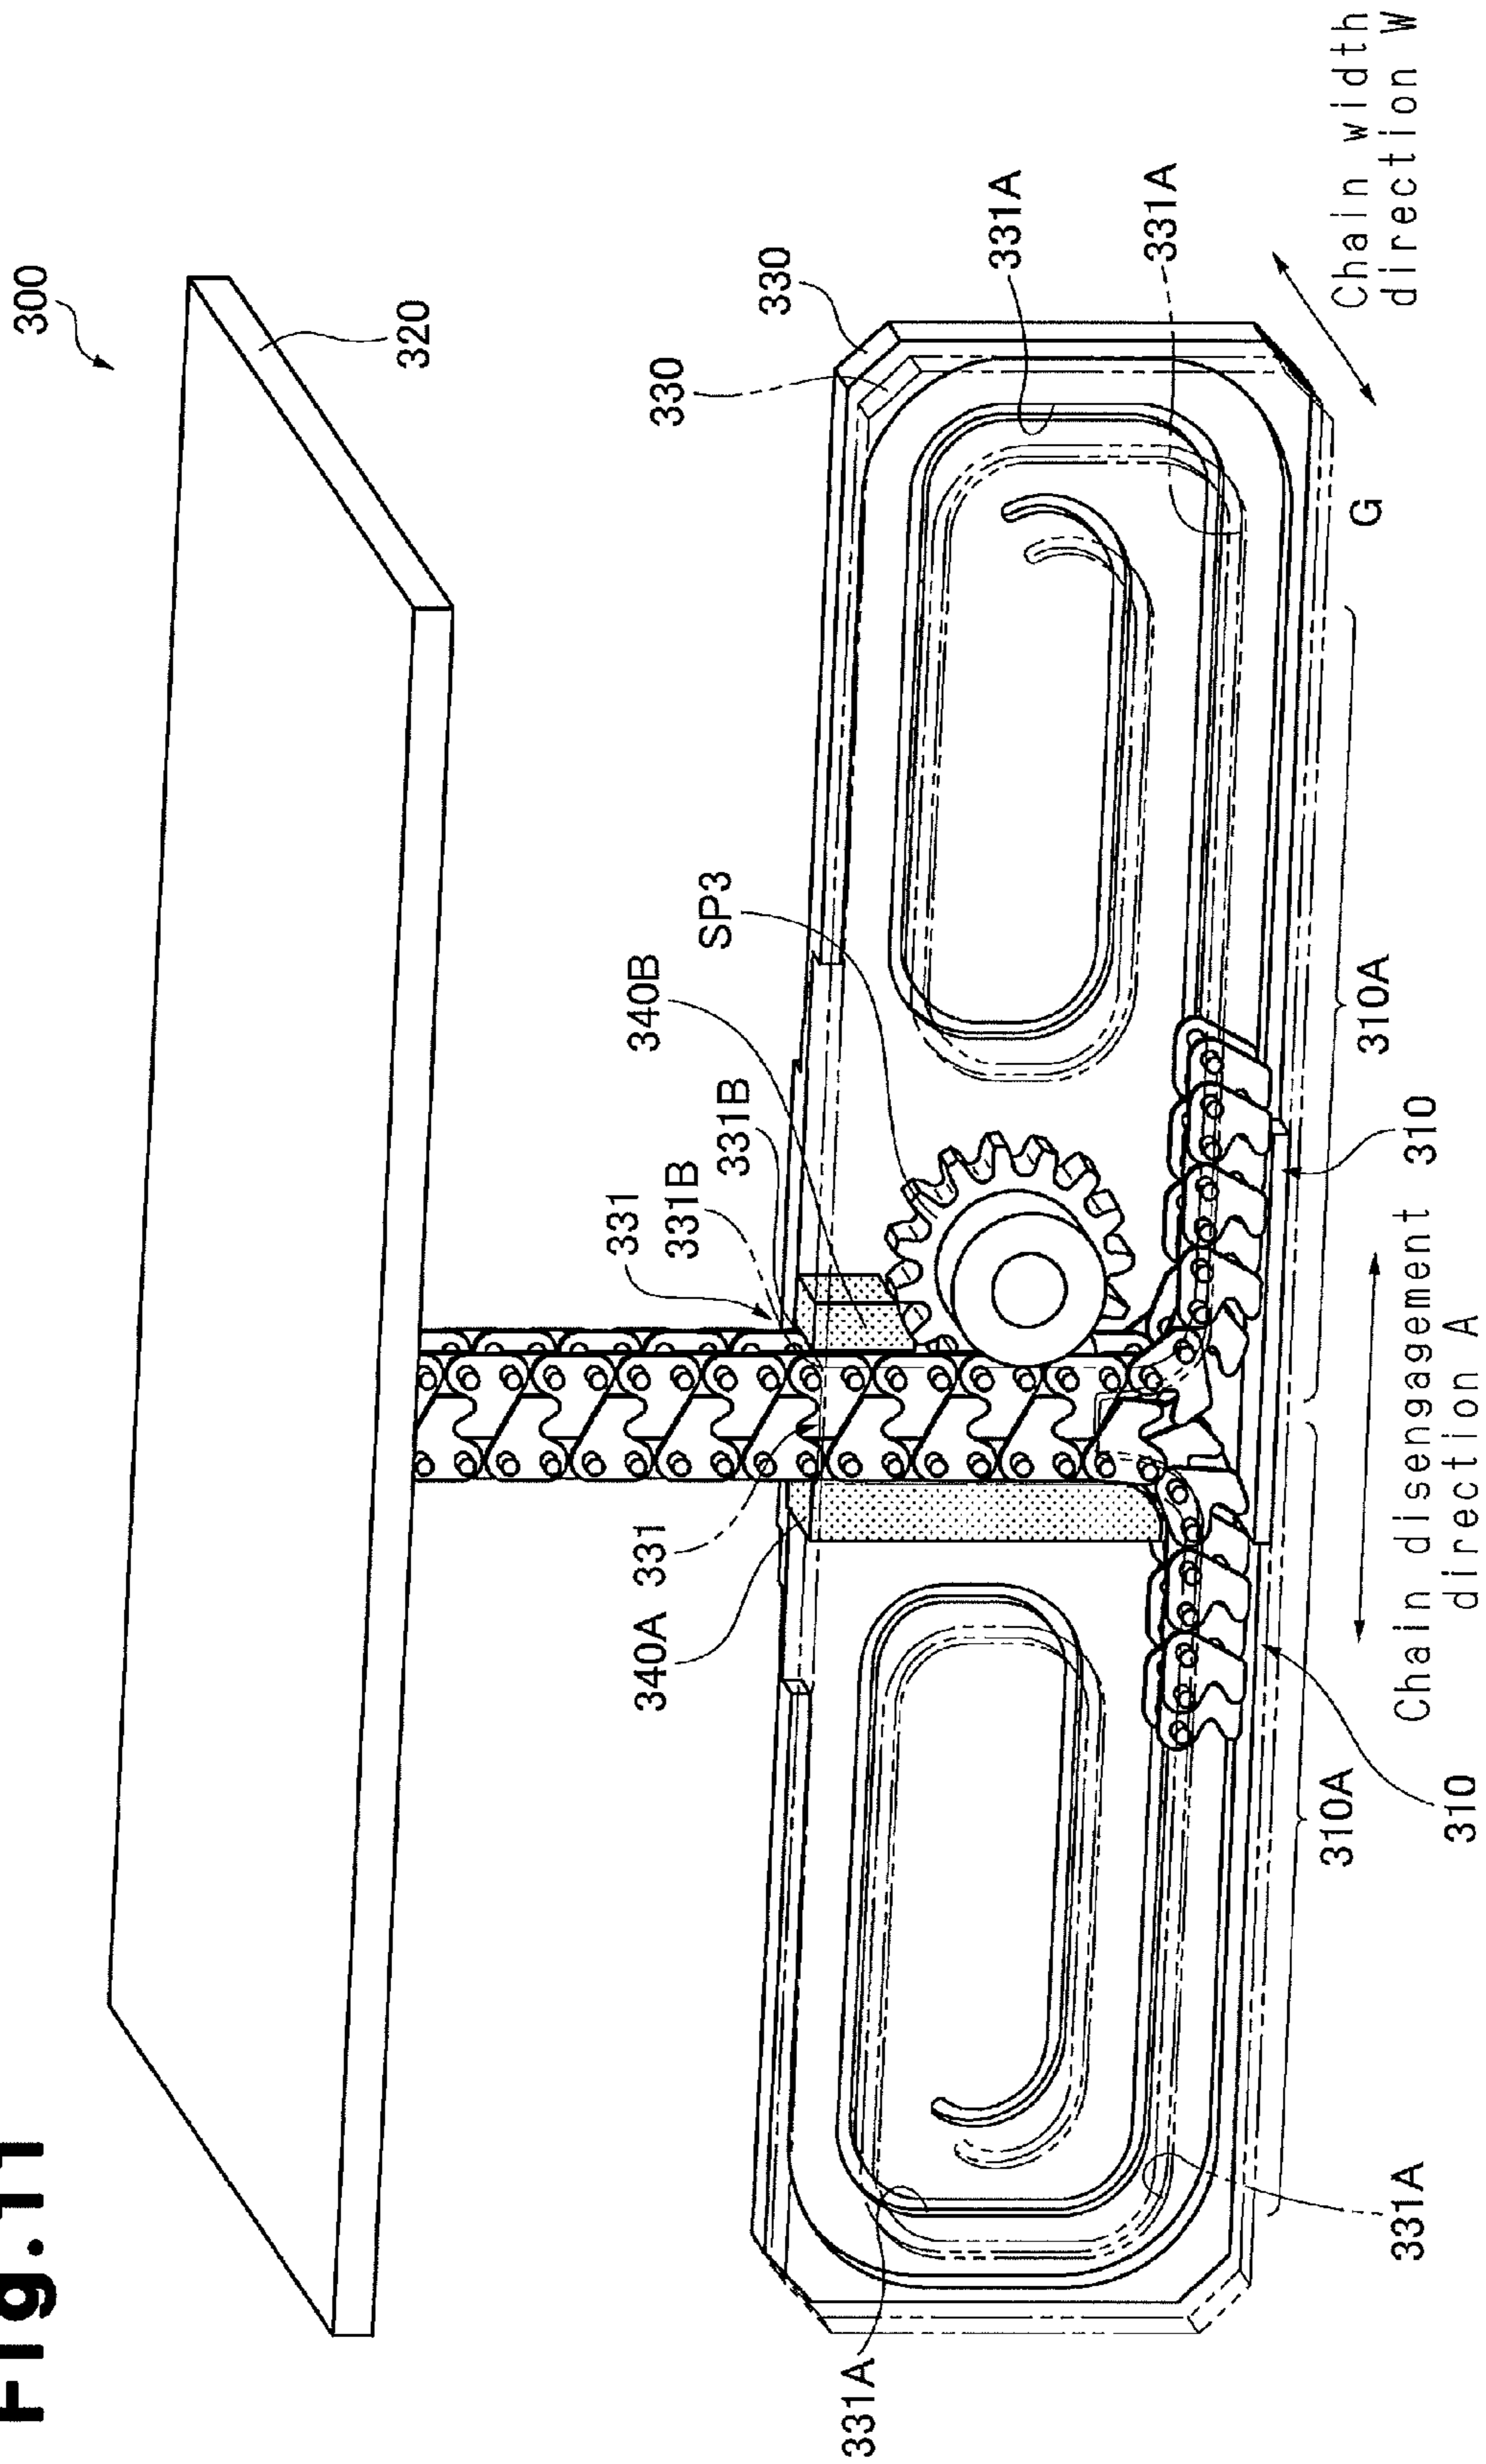 Fig.11
300
320
330
330
331A
331A
Chain width
direction W
G
SP3
340B
331B
331B
331
331
340A
310A
310
Chain disengagement
direction A
310A
310
331A
331A